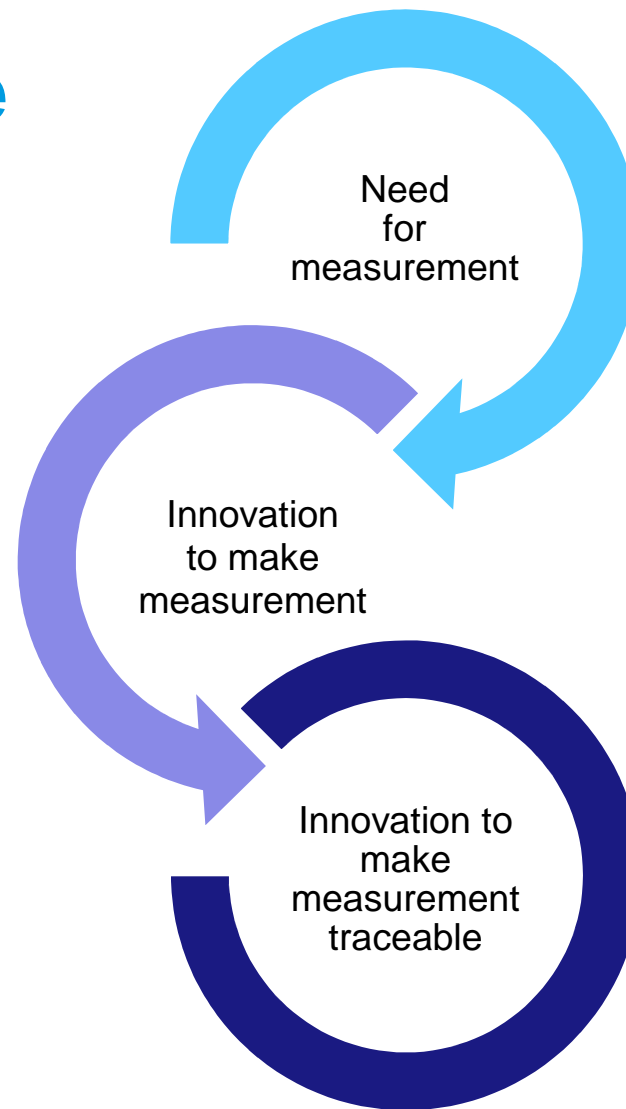 e
Need
for
measurement
Innovation
to make
measurement
Innovation to
make
measurement
traceable